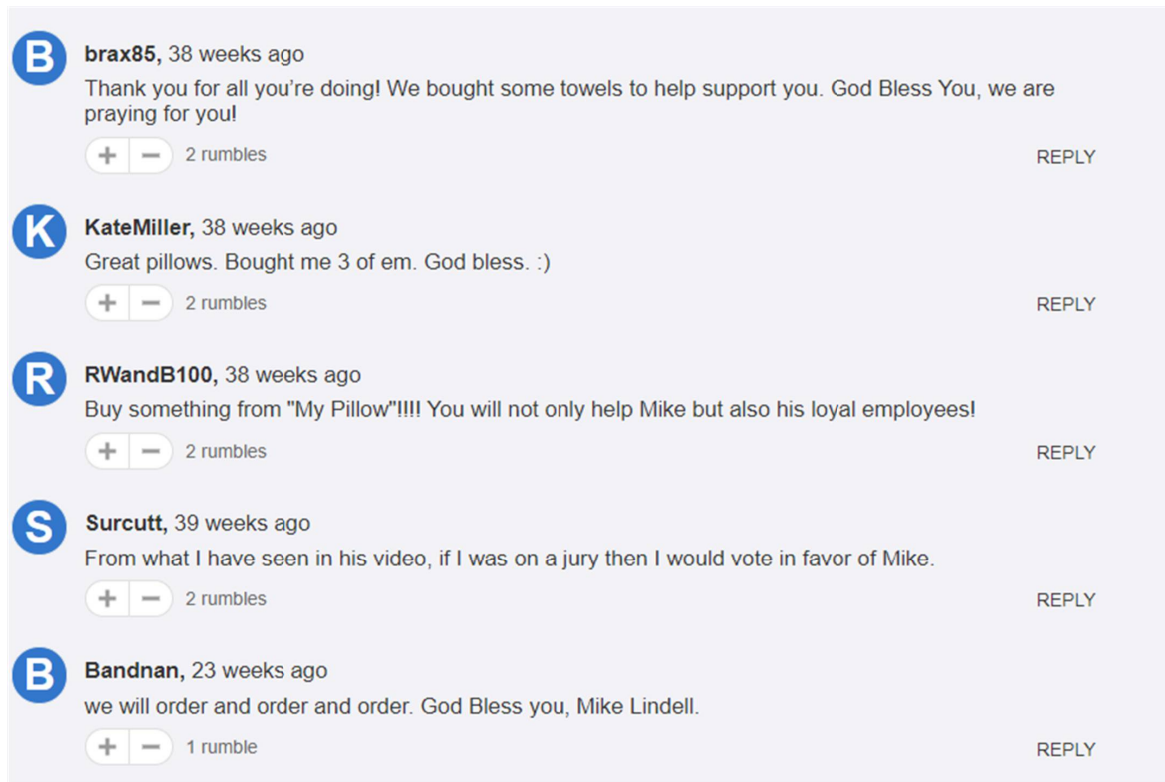 B
brax85, 38 weeks ago
Thank you for all you’re doing! We bought some towels to help support you. God Bless You, we are
praying for you!
+ − 2 rumbles REPLY
K
KateMiller, 38 weeks ago
Great pillows. Bought me 3 of em. God bless. :)
+ − 2 rumbles REPLY
R
RWandB100, 38 weeks ago
Buy something from "My Pillow"!!!! You will not only help Mike but also his loyal employees!
+ − 2 rumbles REPLY
S
Surcutt, 39 weeks ago
From what I have seen in his video, if I was on a jury then I would vote in favor of Mike.
+ − 2 rumbles REPLY
B
Bandnan, 23 weeks ago
we will order and order and order. God Bless you, Mike Lindell.
+ − 1 rumble REPLY